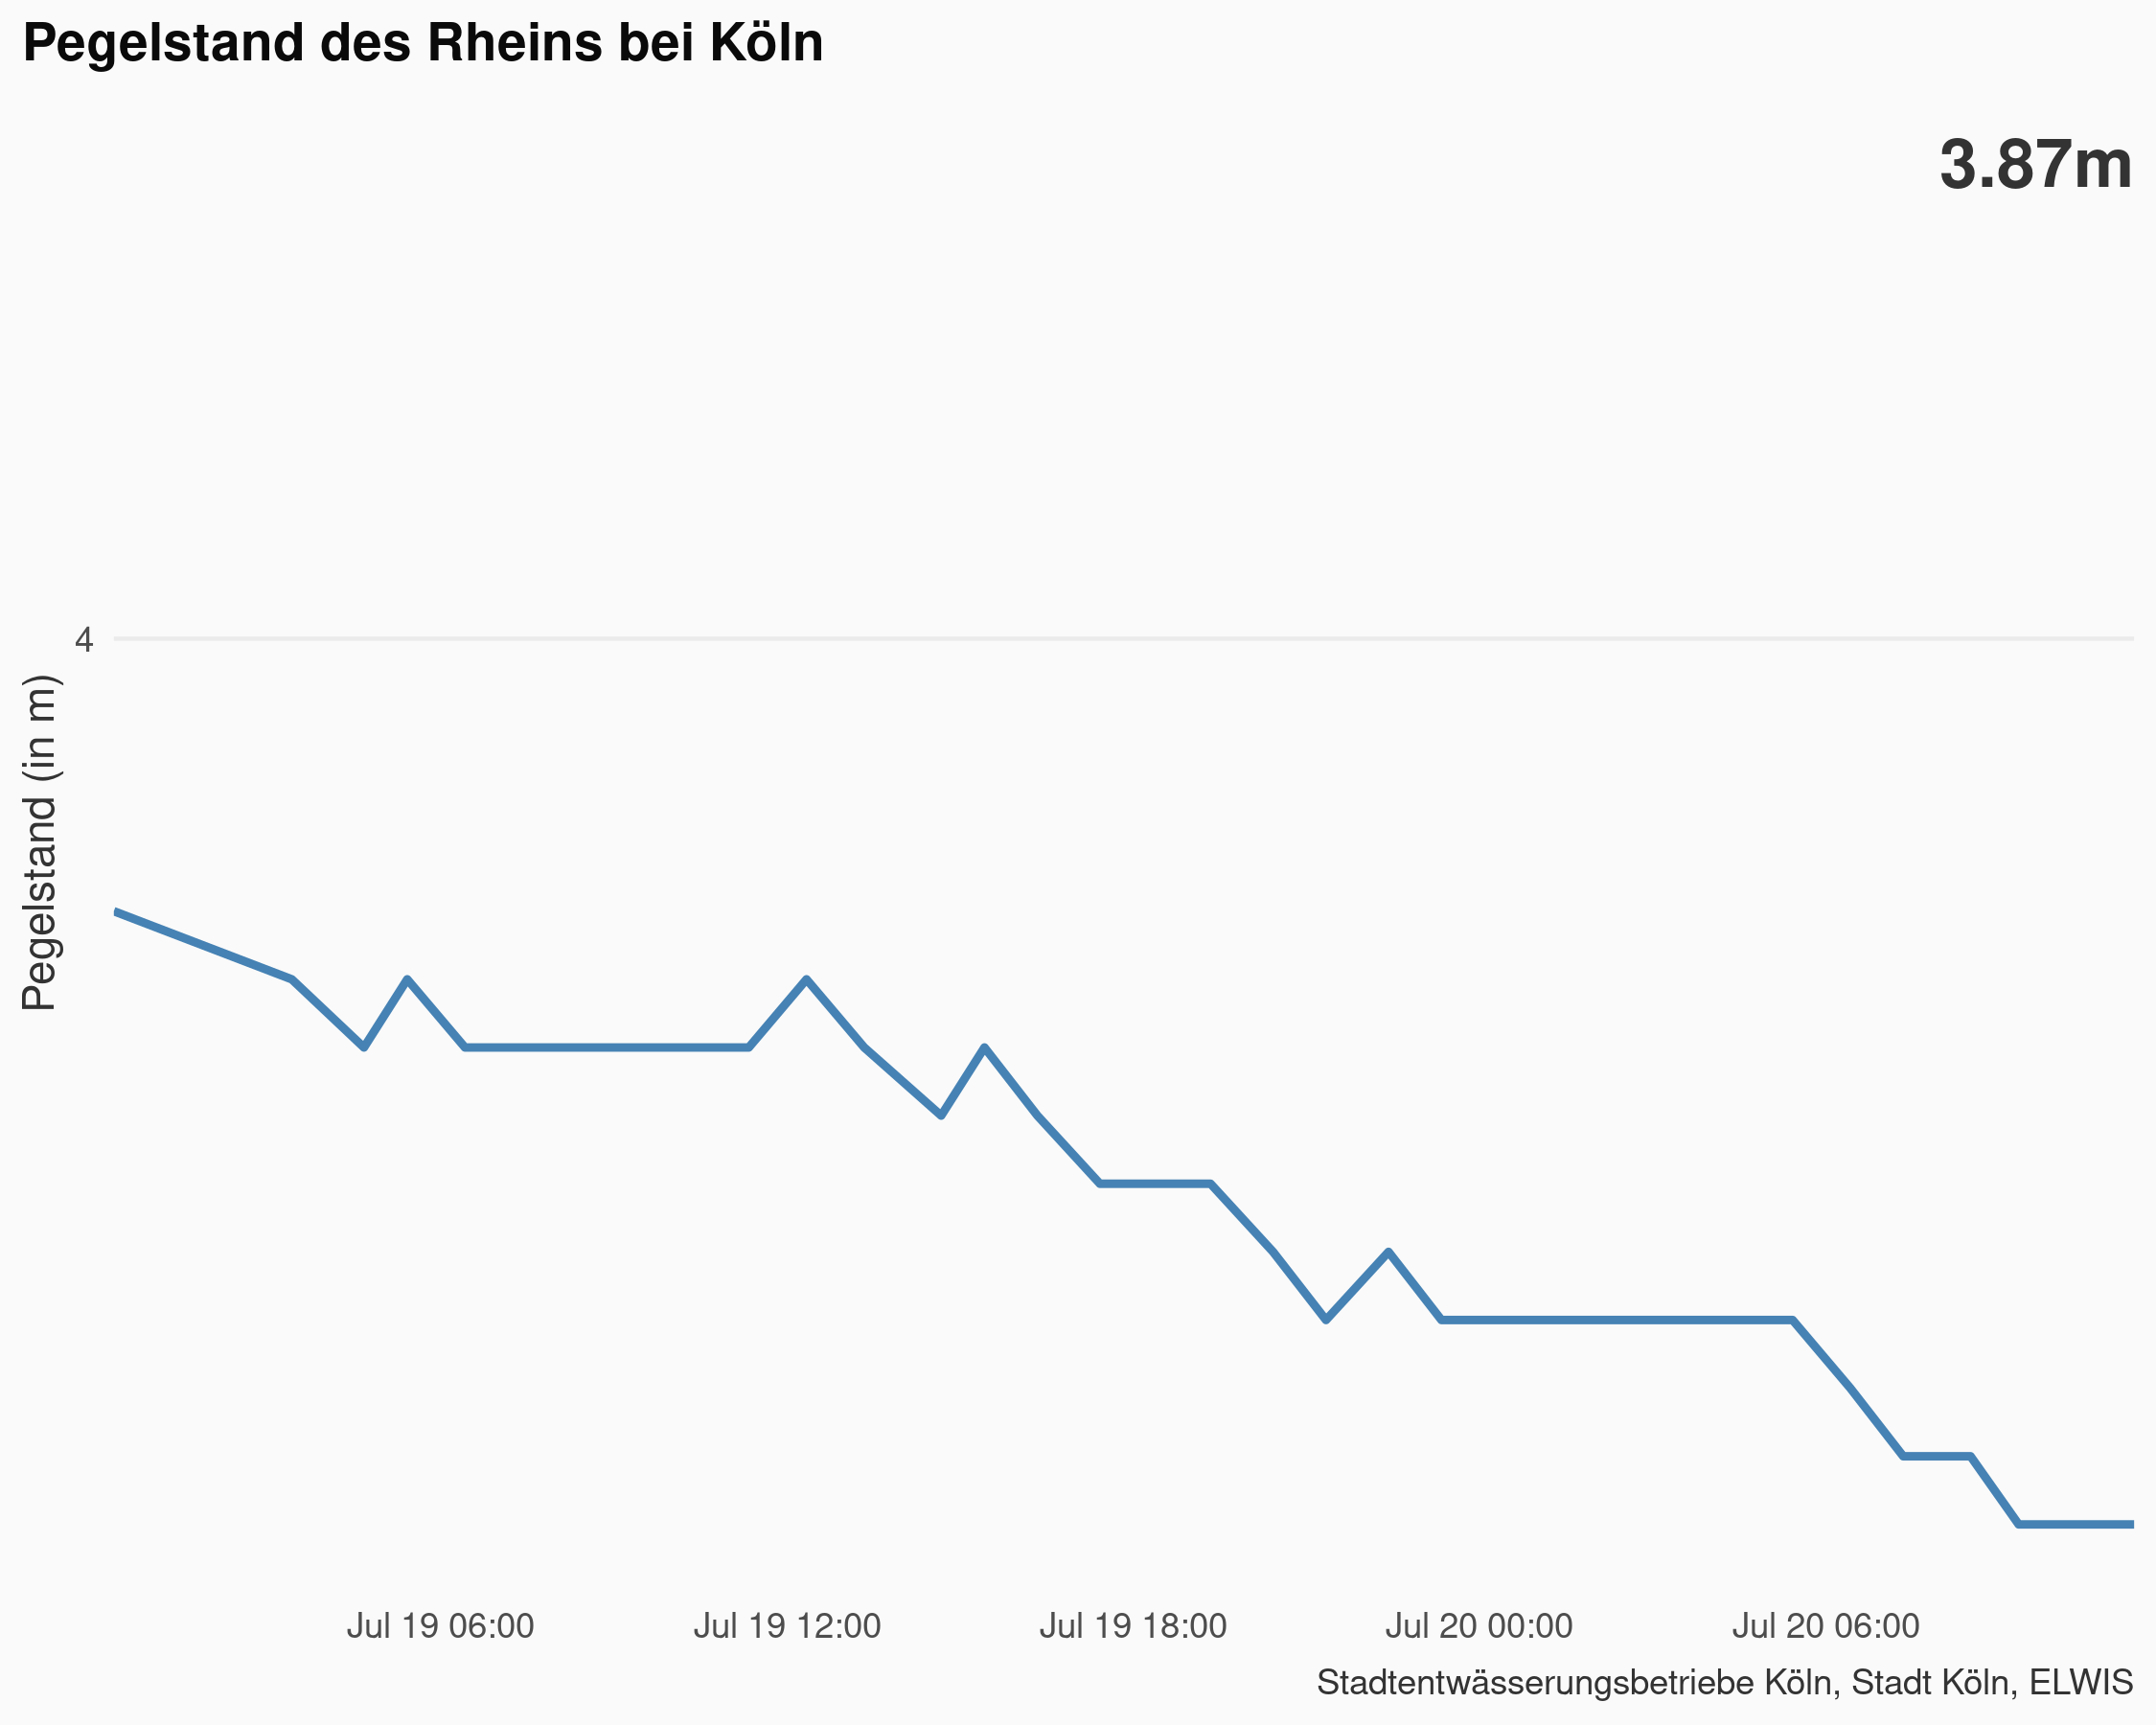 Pegelstand des Rheins bei Köln
3.87m
4
Pegelstand (in m)
Jul 19 06:00
Jul 19 12:00
Jul 19 18:00
Jul 20 00:00
Jul 20 06:00
Stadtentwässerungsbetriebe Köln, Stadt Köln, ELWIS